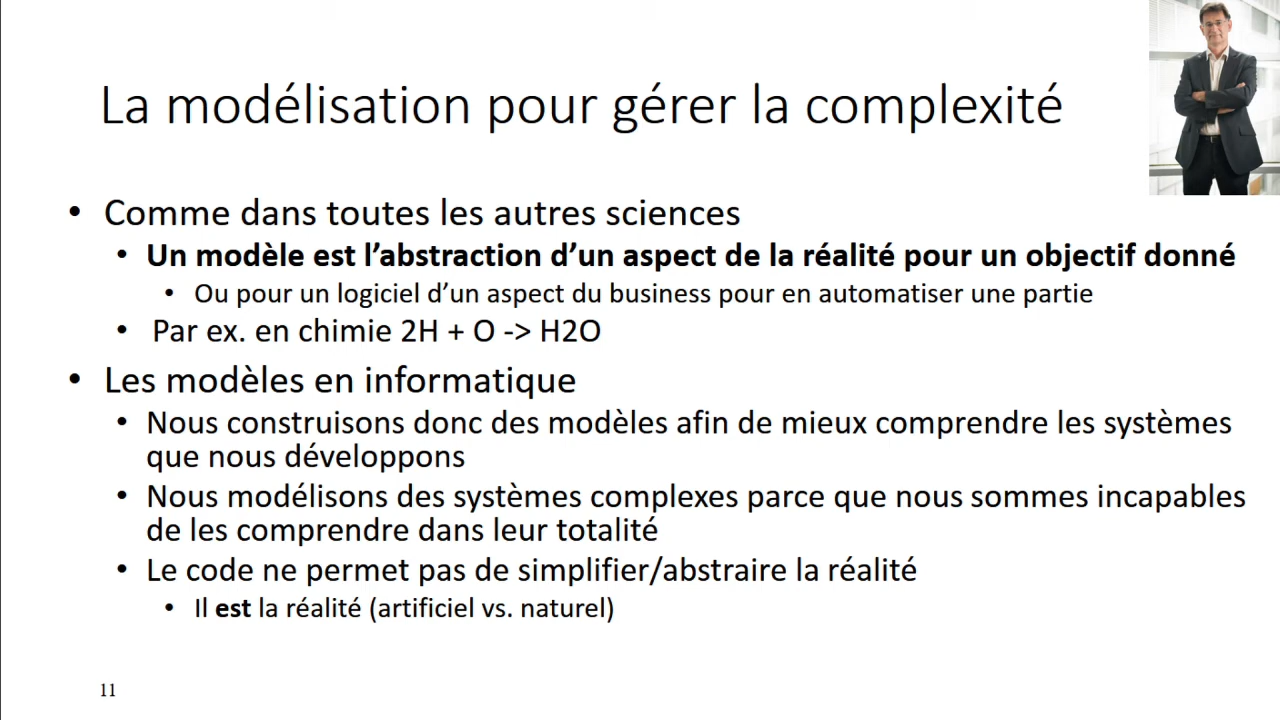 La modélisation pour gérer la complexité
• Comme dans toutes les autres sciences
• Un modèle est l’abstraction d’un aspect de la réalité pour un objectif donné
• Ou pour un logiciel d’un aspect du business pour en automatiser une partie
• Par ex. en chimie 2H + O -> H2O
• Les modèles en informatique
• Nous construisons donc des modèles afin de mieux comprendre les systèmes
que nous développons
• Nous modélisons des systèmes complexes parce que nous sommes incapables
de les comprendre dans leur totalité
• Le code ne permet pas de simplifier/abstraire la réalité
• Il est la réalité (artificiel vs. naturel)
11